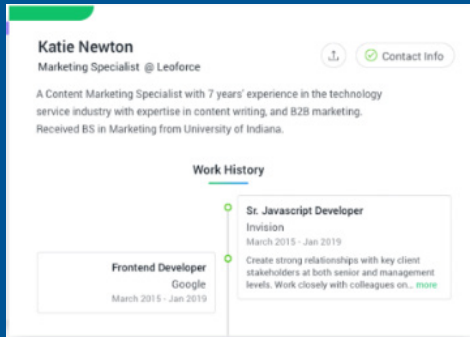 Katie Newton
Marketing Specialist @ Leoforce
Contact Info
A Content Marketing Specialist with 7 years' experience in the technology
service industry with expertise in content writing, and B2B marketing.
Received BS in Marketing from University of Indiana.
Work History
Sr. Javascript Developer
Invision
March 2015 - Jan 2019
Create strong relationships with key client
stakeholders at both senior and management
levels. Work closely with colleagues on... more
Frontend Developer
Google
March 2015 - Jan 2019